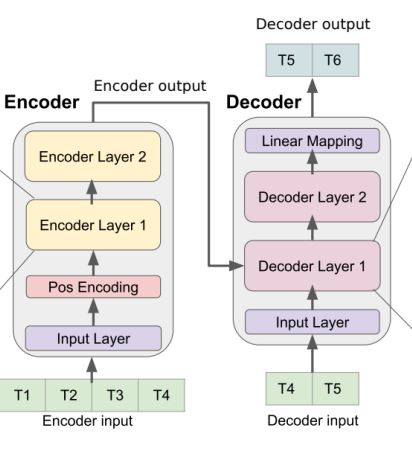 Decoder output
T5 T6
Encoder output
Encoder
Decoder
Encoder Layer 2
Encoder Layer 1
Pos Encoding
Input Layer
T1 T2 T3 T4
Encoder input
Linear Mapping
Decoder Layer 2
Decoder Layer 1
Input Layer
T4 T5
Decoder input